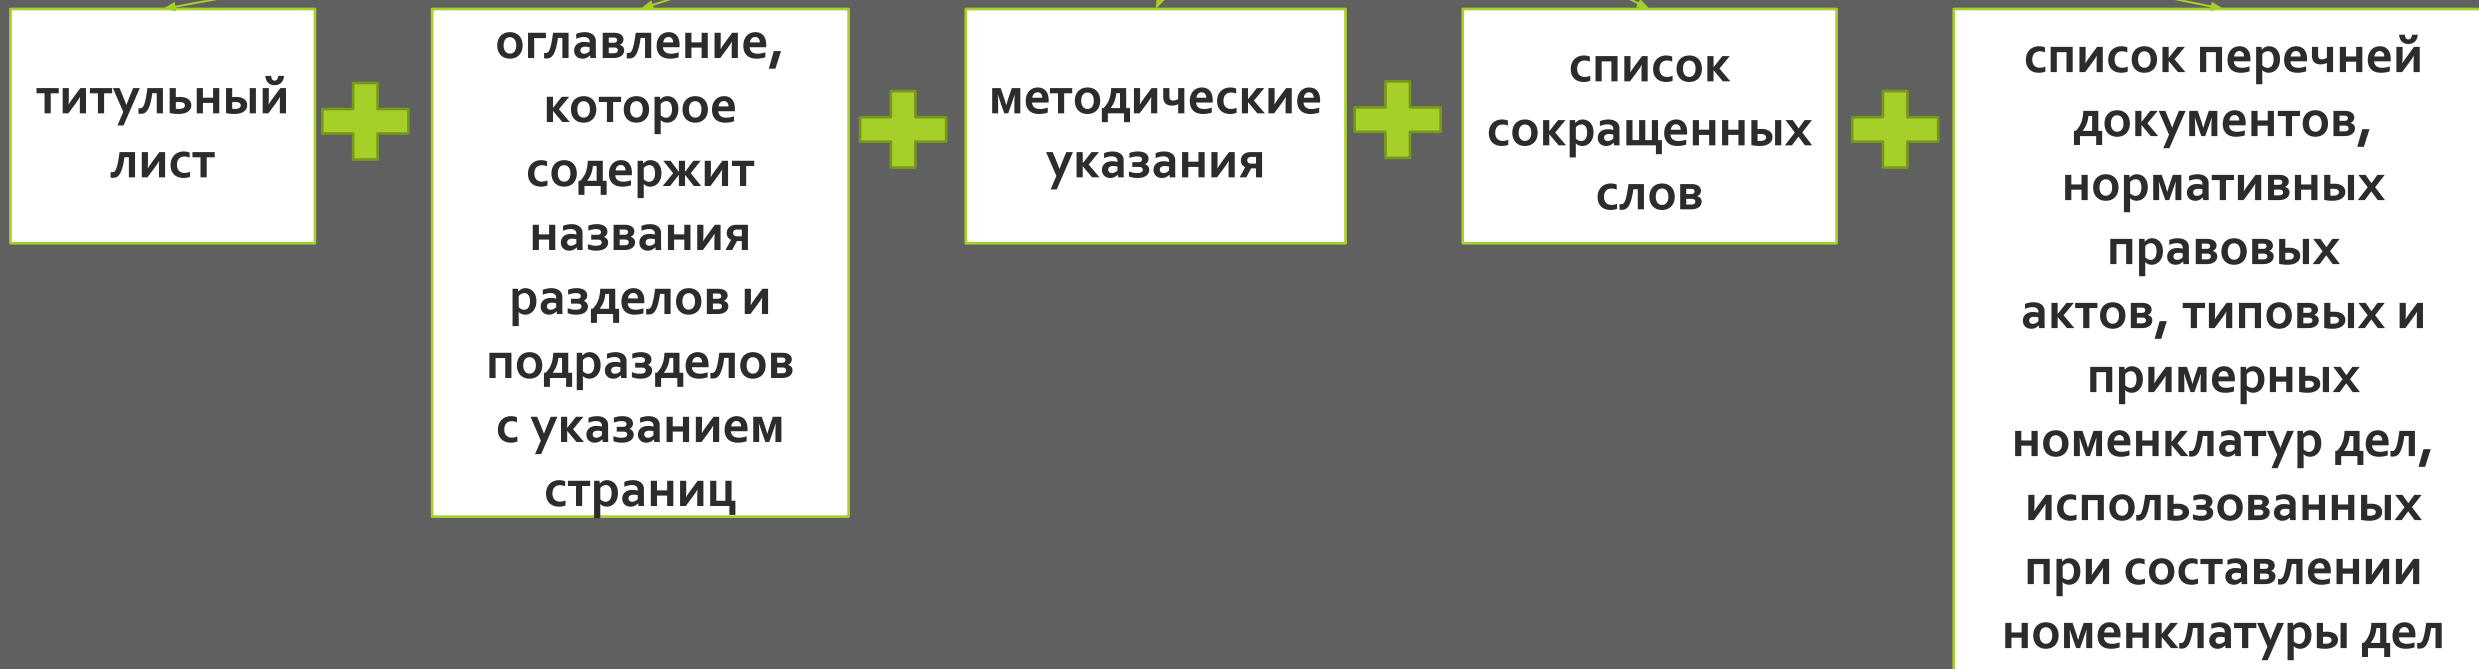 титульный
лист
оглавление,
которое
содержит
названия
разделов и
подразделов
с указанием
страниц
методические
указания
список
сокращенных
слов
список перечней
документов,
нормативных
правовых
актов, типовых и
примерных
номенклатур дел,
использованных
при составлении
номенклатуры дел